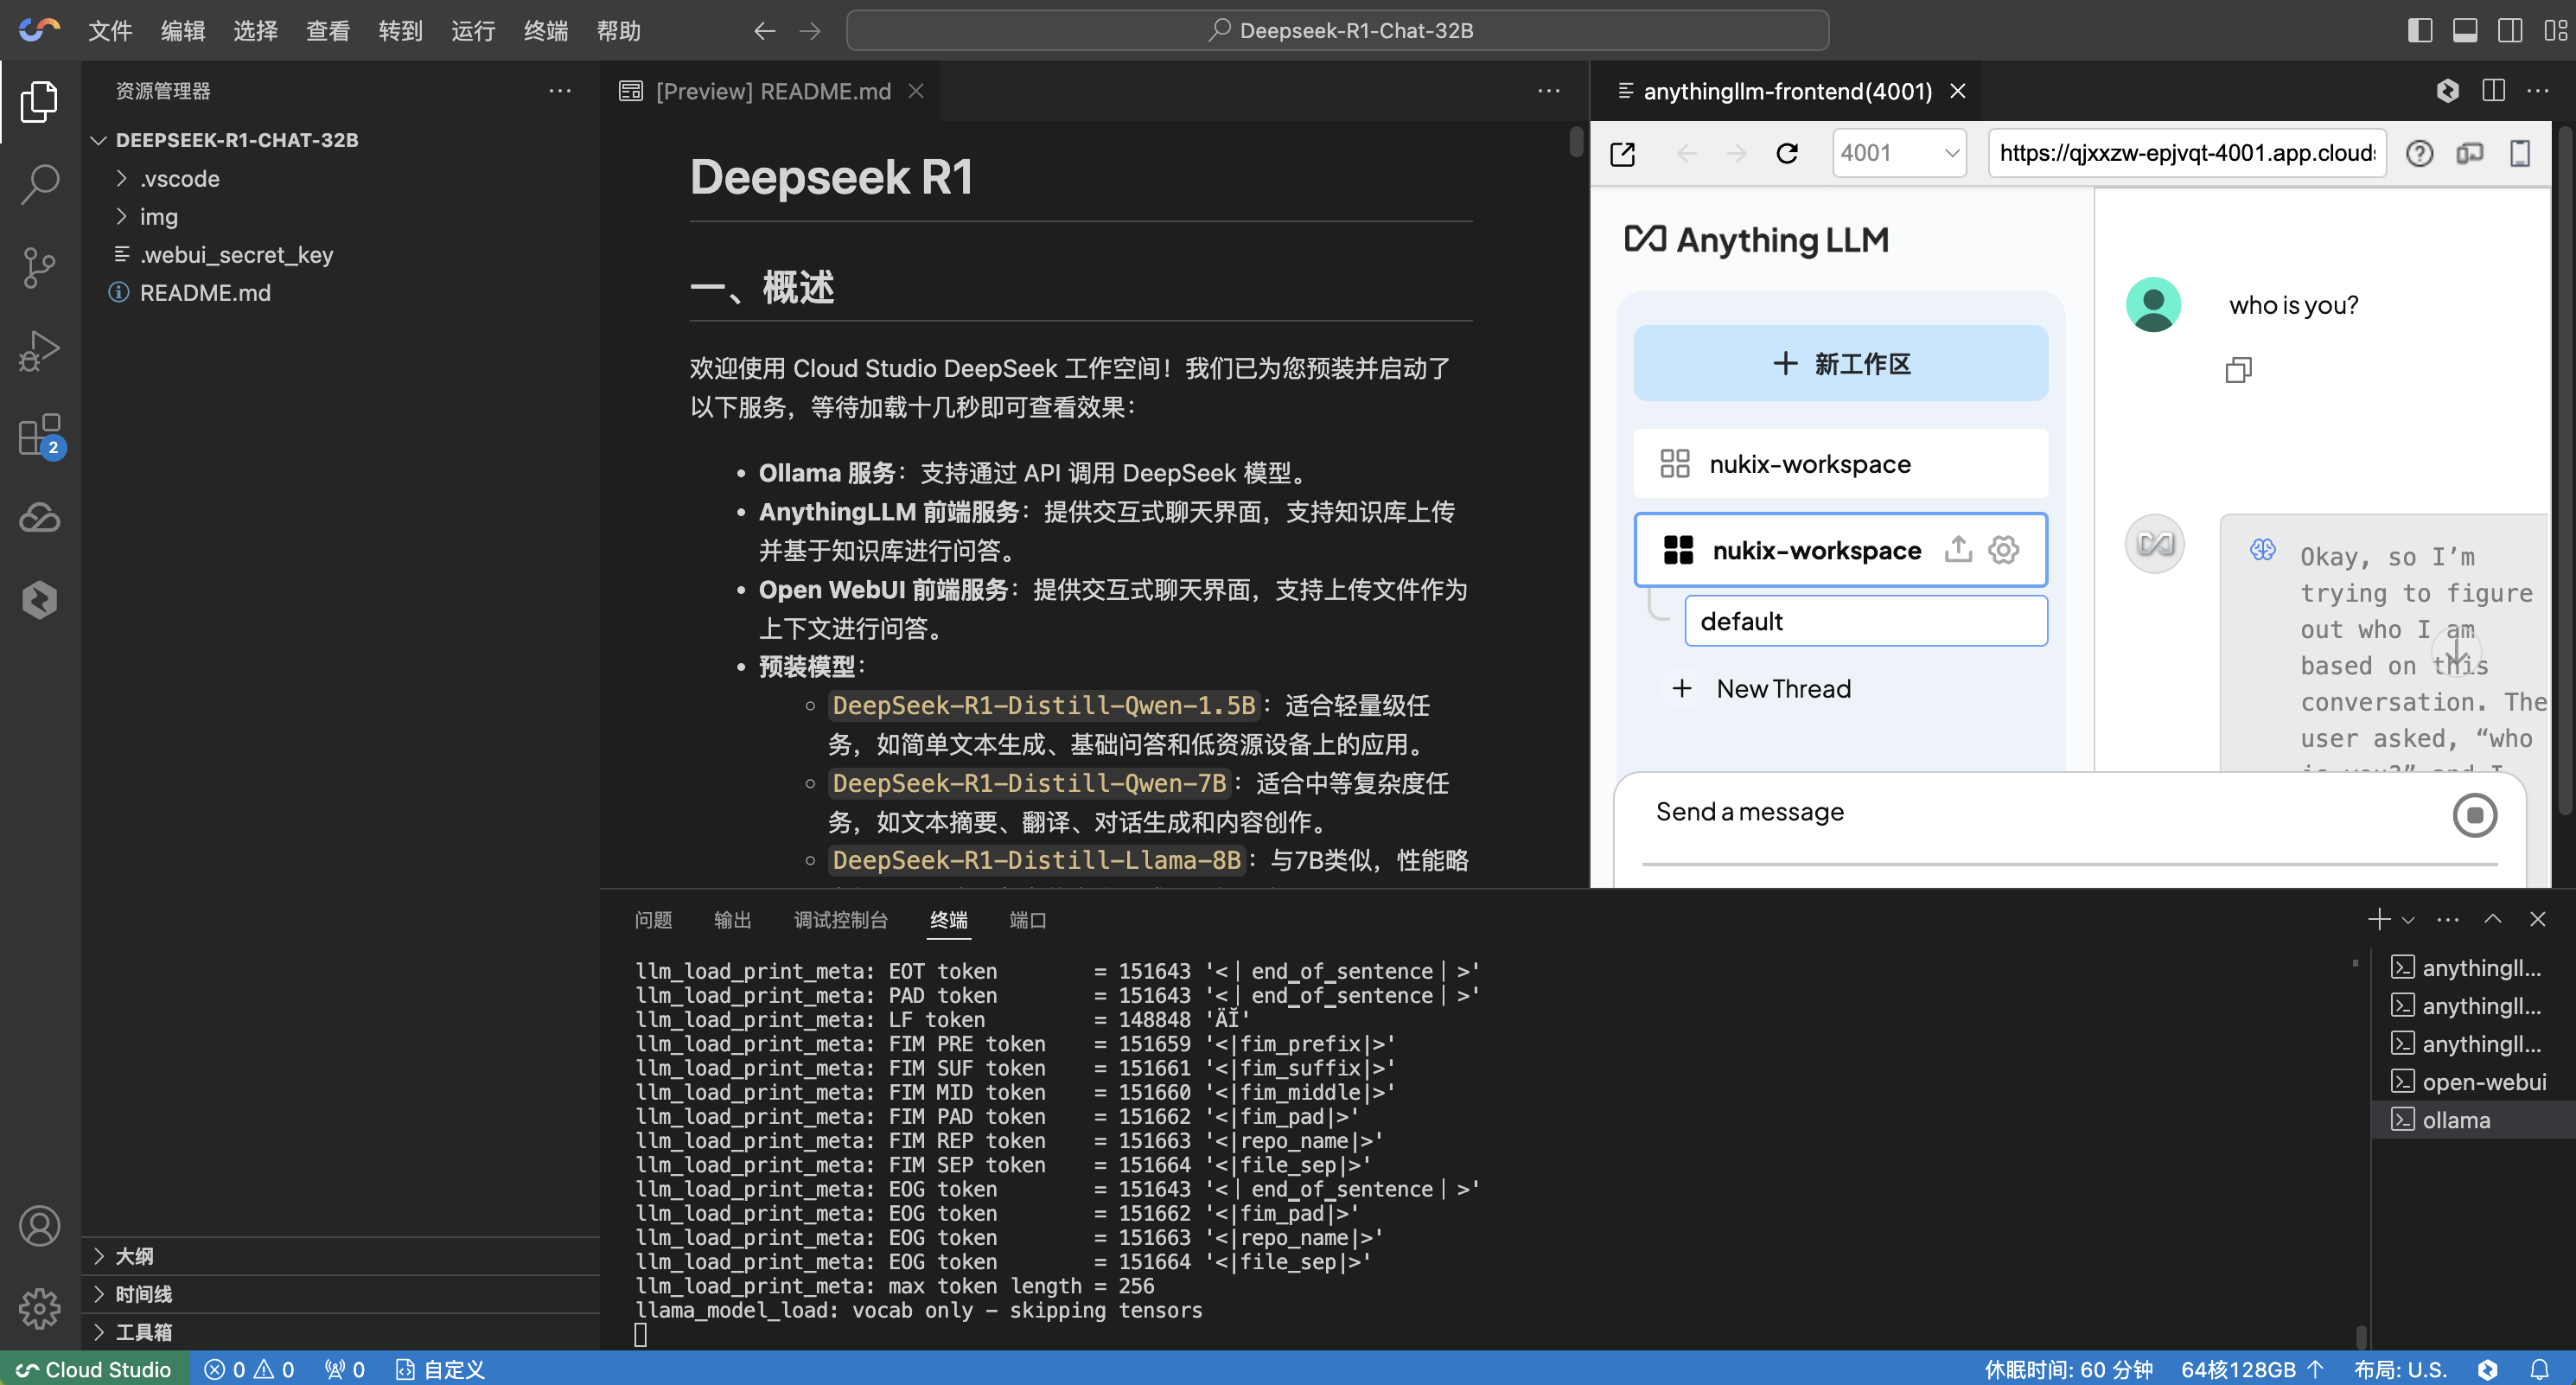 文件 编辑 选择 查看 转到 运行 终端 帮助
Deepseek-R1-Chat-32B
资源管理器
DEEPSEEK-R1-CHAT-32B
.vscode
img
.webui_secret_key
README.md
2
大纲
时间线
工具箱
[Preview] README.md
Deepseek R1
一、概述
欢迎使用 Cloud Studio DeepSeek 工作空间！我们已为您预装并启动了
以下服务，等待加载十几秒即可查看效果：
• Ollama 服务：支持通过 API 调用 DeepSeek 模型。
• AnythingLLM 前端服务：提供交互式聊天界面，支持知识库上传
并基于知识库进行问答。
• Open WebUI 前端服务：提供交互式聊天界面，支持上传文件作为
上下文进行问答。
• 预装模型：
DeepSeek-R1-Distill-Qwen-1.5B：适合轻量级任
务，如简单文本生成、基础问答和低资源设备上的应用。
DeepSeek-R1-Distill-Qwen-7B：适合中等复杂度任
务，如文本摘要、翻译、对话生成和内容创作。
DeepSeek-R1-Distill-Llama-8B：与7B类似，性能略
anythingllm-frontend(4001)
4001
https://qjxxzw-epjvqt-4001.app.cloud
Anything LLM
新工作区
nukix-workspace
nukix-workspace
default
New Thread
who is you?
Okay, so I’m
trying to figure
out who I am
based on this
conversation. The
user asked, “who
is you?” and I
Send a message
问题 输出 调试控制台 终端 端口
llm_load_print_meta: EOT token = 151643 '<｜end▁of▁sentence｜>'
llm_load_print_meta: PAD token = 151643 '<｜end▁of▁sentence｜>'
llm_load_print_meta: LF token = 148848 'ÄĬ'
llm_load_print_meta: FIM PRE token = 151659 '<|fim_prefix|>'
llm_load_print_meta: FIM SUF token = 151661 '<|fim_suffix|>'
llm_load_print_meta: FIM MID token = 151660 '<|fim_middle|>'
llm_load_print_meta: FIM PAD token = 151662 '<|fim_pad|>'
llm_load_print_meta: FIM REP token = 151663 '<|repo_name|>'
llm_load_print_meta: FIM SEP token = 151664 '<|file_sep|>'
llm_load_print_meta: EOG token = 151643 '<｜end▁of▁sentence｜>'
llm_load_print_meta: EOG token = 151662 '<|fim_pad|>'
llm_load_print_meta: EOG token = 151663 '<|repo_name|>'
llm_load_print_meta: EOG token = 151664 '<|file_sep|>'
llm_load_print_meta: max token length = 256
llama_model_load: vocab only - skipping tensors
anythingll...
anythingll...
anythingll...
open-webui
ollama
Cloud Studio 0 0 0 自定义 休眠时间: 60 分钟 64核128GB 布局: U.S.